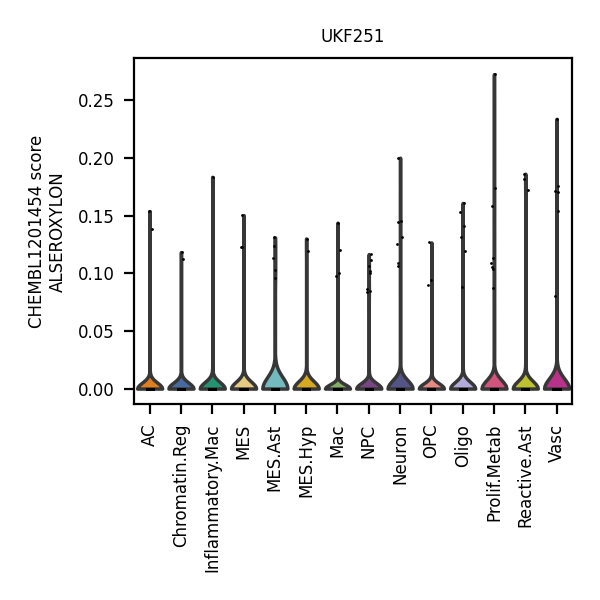 UKF251
CHEMBL1201454 score
ALSEROXYLON
0.25
0.20
0.15
0.10
0.05
0.00
AC
Chromatin.Reg
Inflammatory.Mac
MES
MES.Ast
MES.Hyp
Mac
NPC
Neuron
OPC
Oligo
Prolif.Metab
Reactive.Ast
Vasc